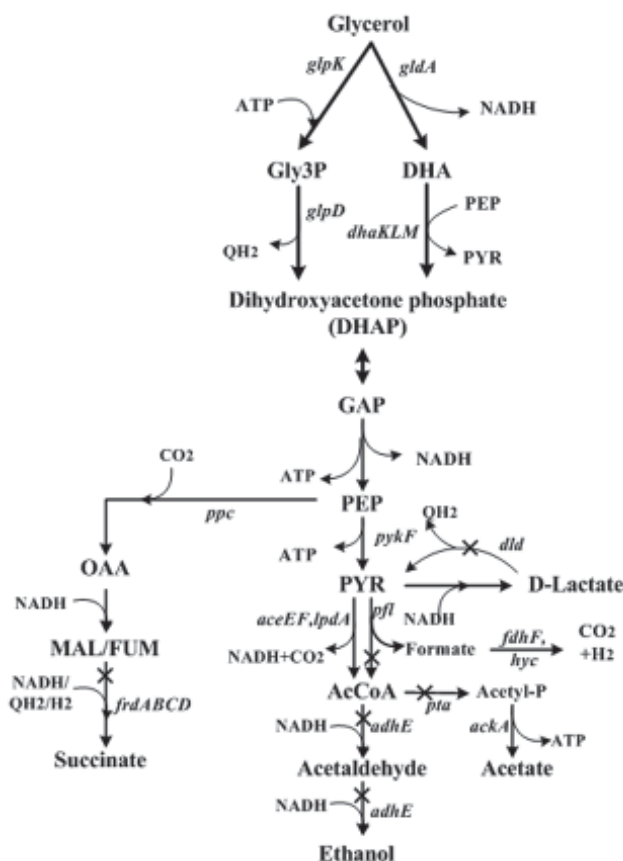 Glycerol
glpK
gldA
ATP
NADH
Gly3P
DHA
glpD
PEP
dhaKLM
QH2
PYR
Dihydroxyacetone phosphate
(DHAP)
GAP
CO2
ATP
NADH
ppc
PEP
QH2
OAA
ATP
pykF
dld
PYR
D-Lactate
NADH
aceEF,lpdA
pfl
NADH
MAL/FUM
NADH+CO2
Formate
fdhF,
hyc
CO2
+H2
NADH/
QH2/H2
frdABCD
AcCoA
pta
Acetyl-P
NADH
adhE
ackA
ATP
Succinate
Acetaldehyde
Acetate
NADH
adhE
Ethanol